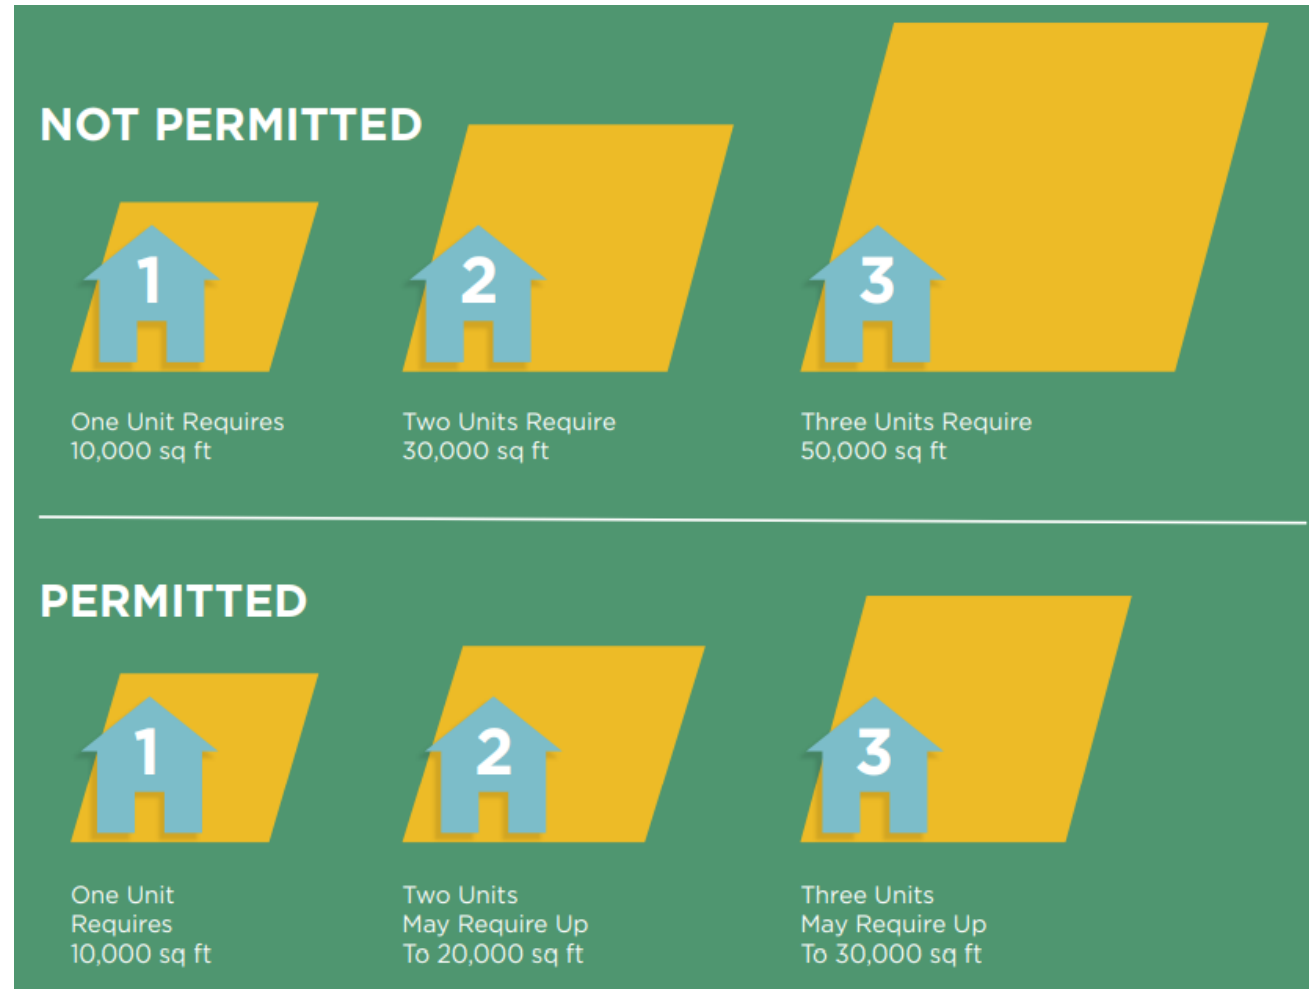 NOT PERMITTED
1
2
3
One Unit Requires
10,000 sq ft
Two Units Require
30,000 sq ft
Three Units Require
50,000 sq ft
PERMITTED
1
2
3
One Unit
Requires
10,000 sq ft
Two Units
May Require Up
To 20,000 sq ft
Three Units
May Require Up
To 30,000 sq ft